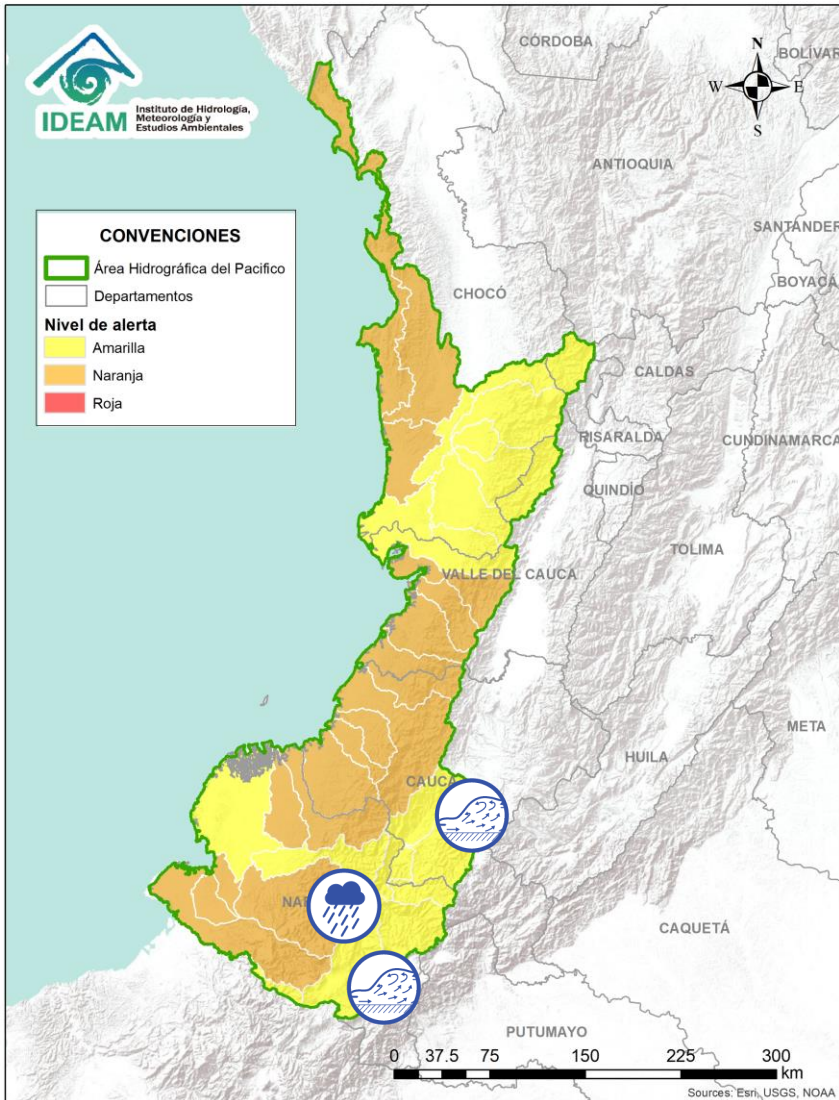 IDEAM
Instituto de Hidrología,
Meteorología y
Estudios Ambientales
CÓRDOBA
BOLÍVAR
N
W
E
S
ANTIOQUIA
SANTANDER
BOYACÁ
CONVENCIONES
Área Hidrográfica del Pacifico
Departamentos
Nivel de alerta
Amarilla
Naranja
Roja
CHOCÓ
CALDAS
RISARALDA
CUNDINAMARCA
QUINDÍO
TOLIMA
VALLE DEL CAUCA
META
HUILA
CAUCA
NA
CAQUETÁ
PUTUMAYO
0 37.5 75 150 225 300
km
Sources: Esri, USGS, NOAA